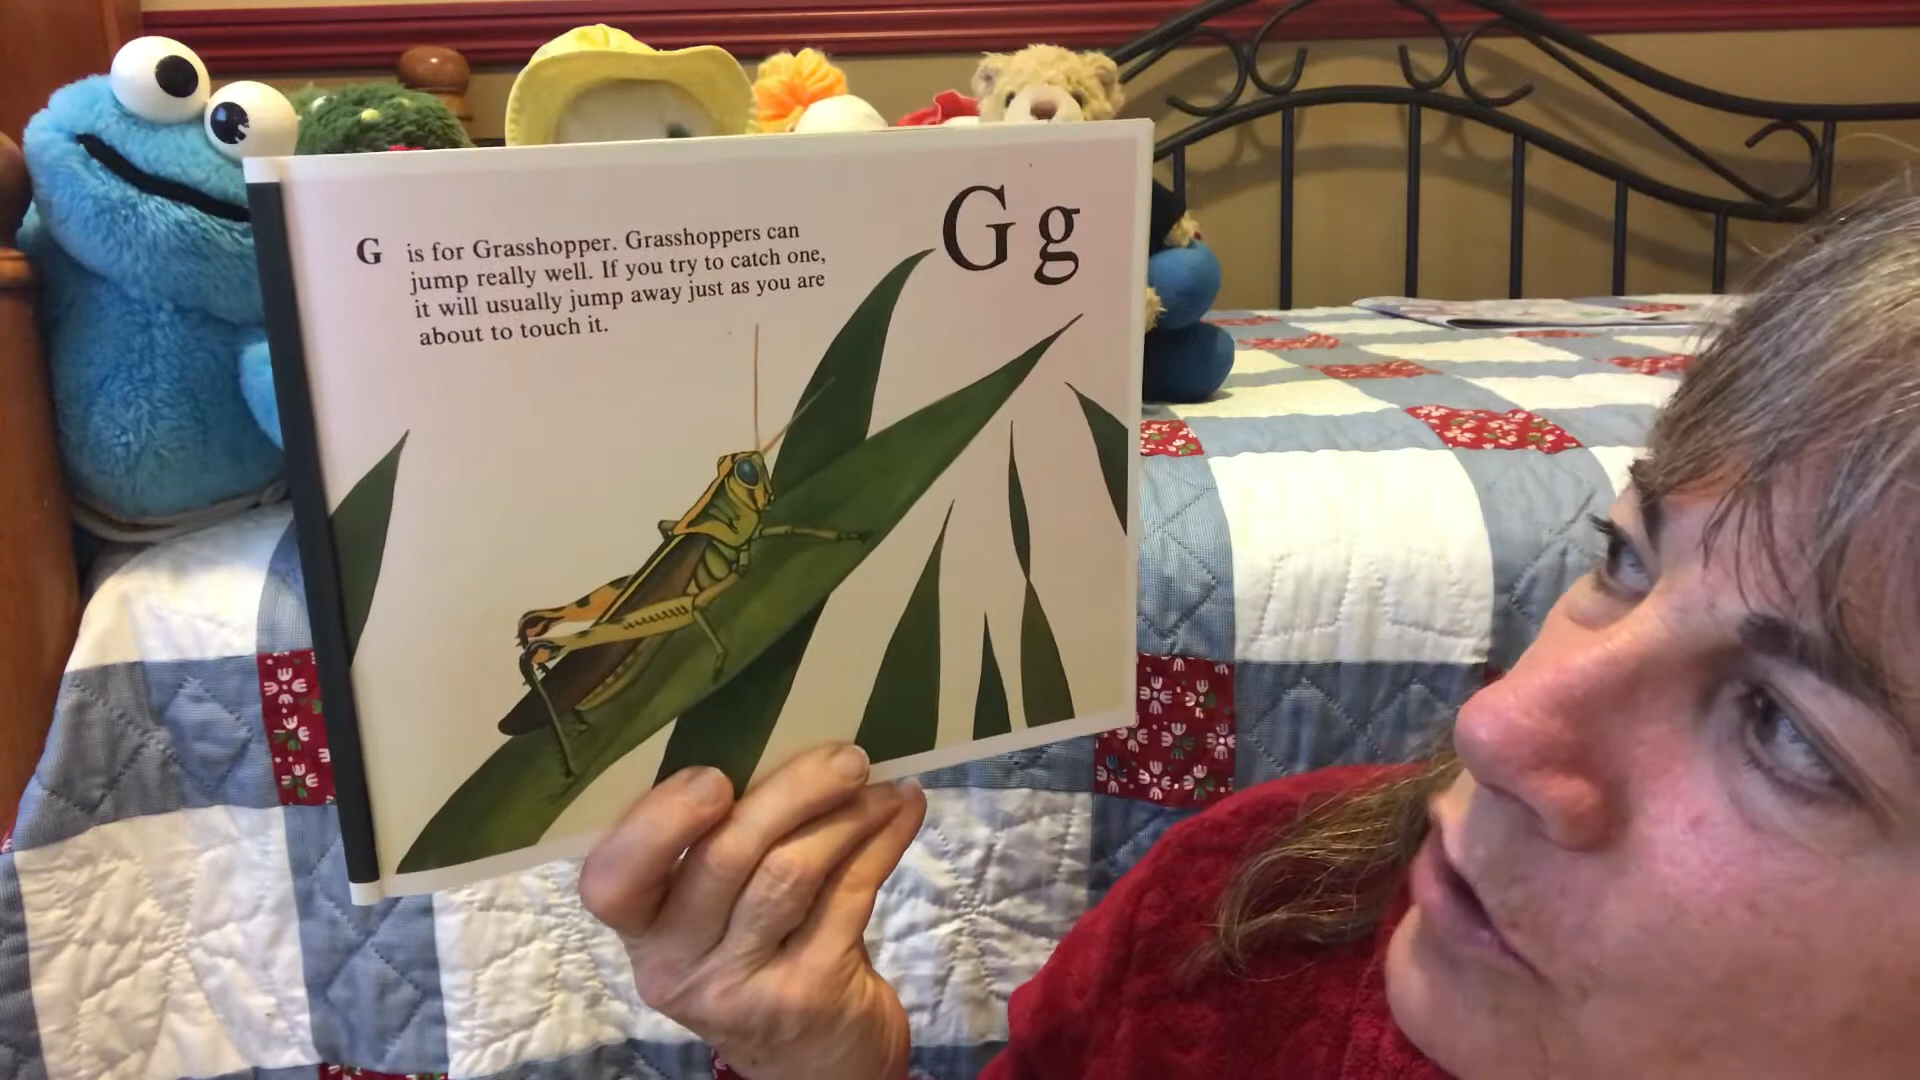 G g
G is for Grasshopper. Grasshoppers can
jump really well. If you try to catch one,
it will usually jump away just as you are
about to touch it.